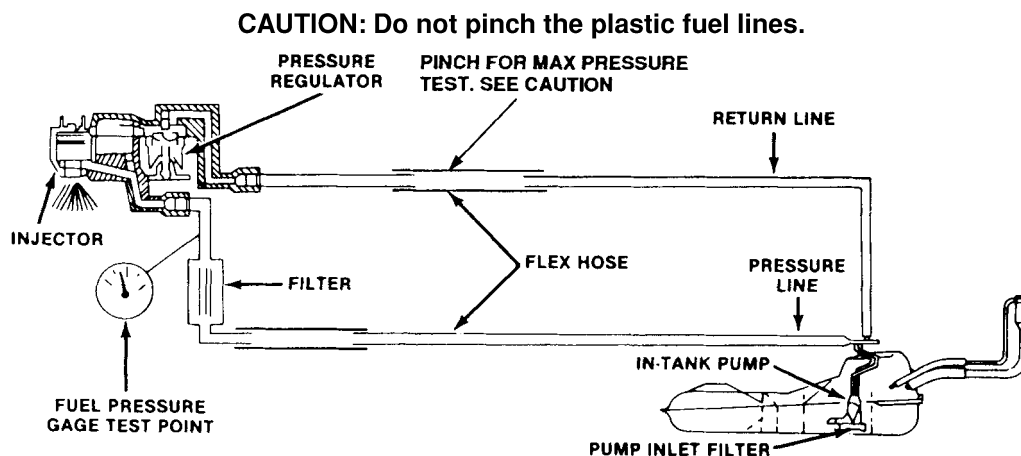 CAUTION: Do not pinch the plastic fuel lines.
PRESSURE
REGULATOR
PINCH FOR MAX PRESSURE
TEST. SEE CAUTION
RETURN LINE
INJECTOR
FLEX HOSE
PRESSURE
LINE
FILTER
IN-TANK PUMP
FUEL PRESSURE
GAGE TEST POINT
PUMP INLET FILTER